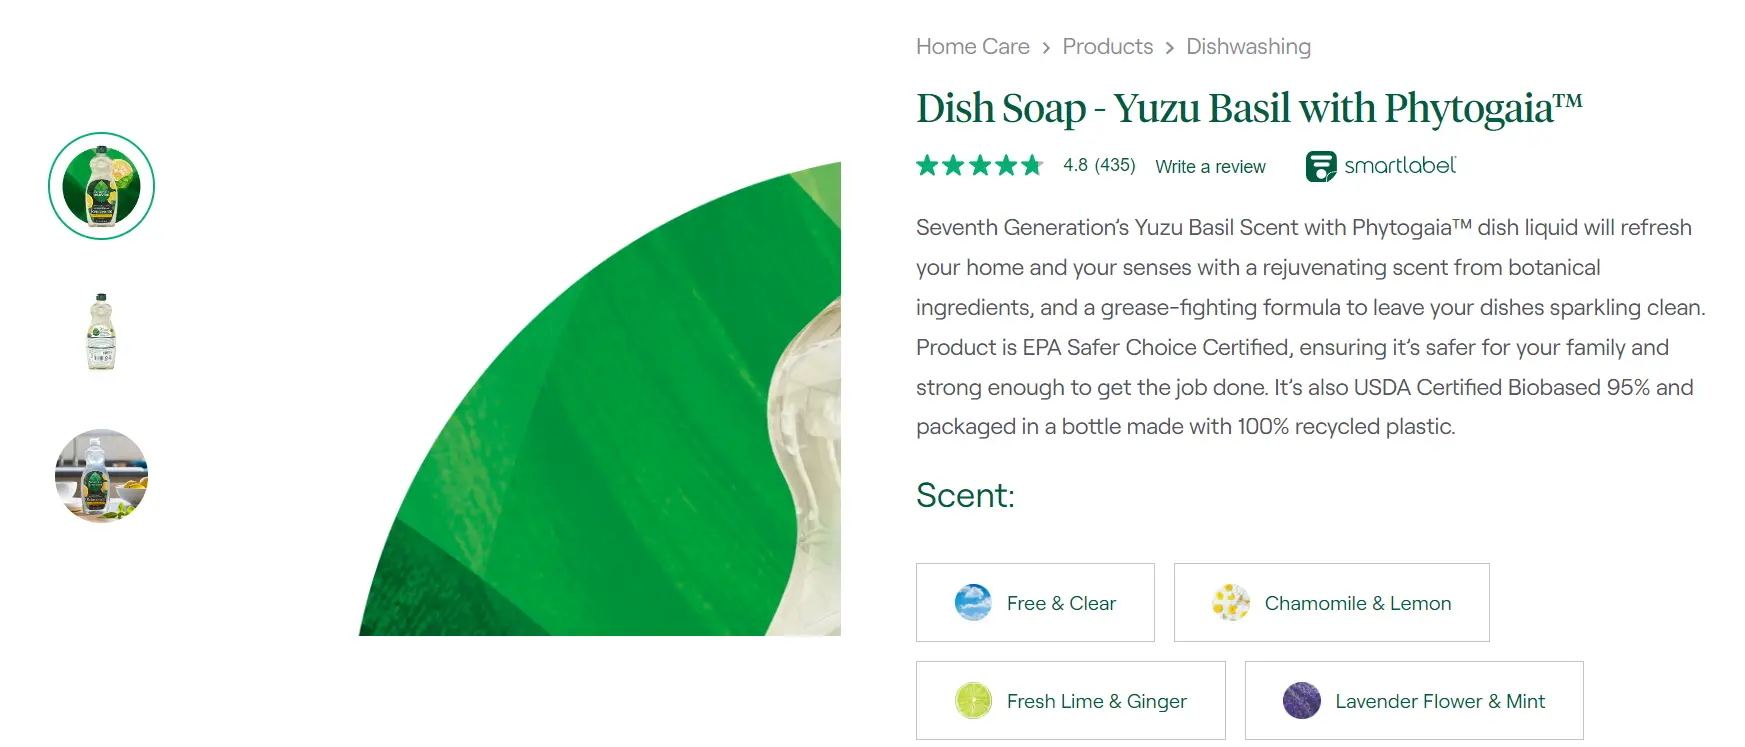 Home Care > Products > Dishwashing
Dish Soap - Yuzu Basil with Phytogaia™
4.8 (435) Write a review smartlabel
Seventh Generation’s Yuzu Basil Scent with Phytogaia™ dish liquid will refresh
your home and your senses with a rejuvenating scent from botanical
ingredients, and a grease-fighting formula to leave your dishes sparkling clean.
Product is EPA Safer Choice Certified, ensuring it’s safer for your family and
strong enough to get the job done. It’s also USDA Certified Biobased 95% and
packaged in a bottle made with 100% recycled plastic.
Scent:
Free & Clear
Chamomile & Lemon
Fresh Lime & Ginger
Lavender Flower & Mint